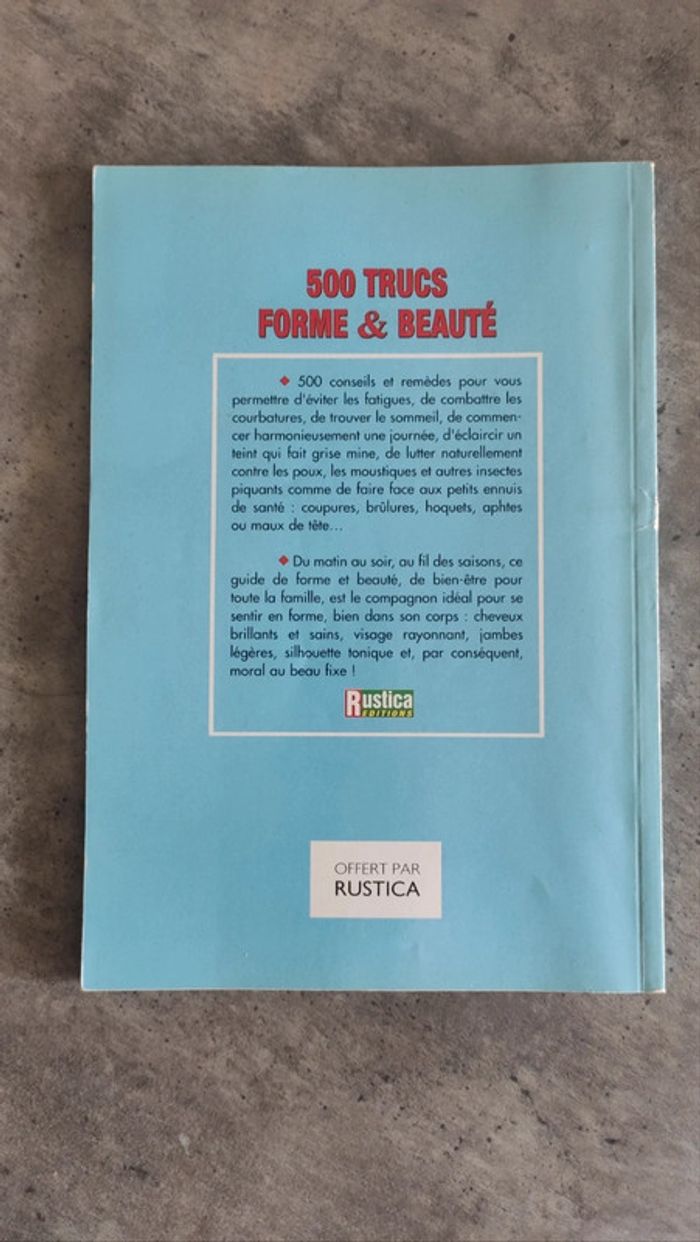 500 TRUCS
FORME & BEAUTÉ
◆ 500 conseils et remèdes pour vous
permettre d'éviter les fatigues, de combattre les
courbatures, de trouver le sommeil, de commen-
cer harmonieusement une journée, d'éclaircir un
teint qui fait grise mine, de lutter naturellement
contre les poux, les moustiques et autres insectes
piquants comme de faire face aux petits ennuis
de santé : coupures, brûlures, hoquets, aphtes
ou maux de tête...
◆ Du matin au soir, au fil des saisons, ce
guide de forme et beauté, de bien-être pour
toute la famille, est le compagnon idéal pour se
sentir en forme, bien dans son corps : cheveux
brillants et sains, visage rayonnant, jambes
légères, silhouette tonique et, par conséquent,
moral au beau fixe !
Rustica
EDITIONS
OFFERT PAR
RUSTICA